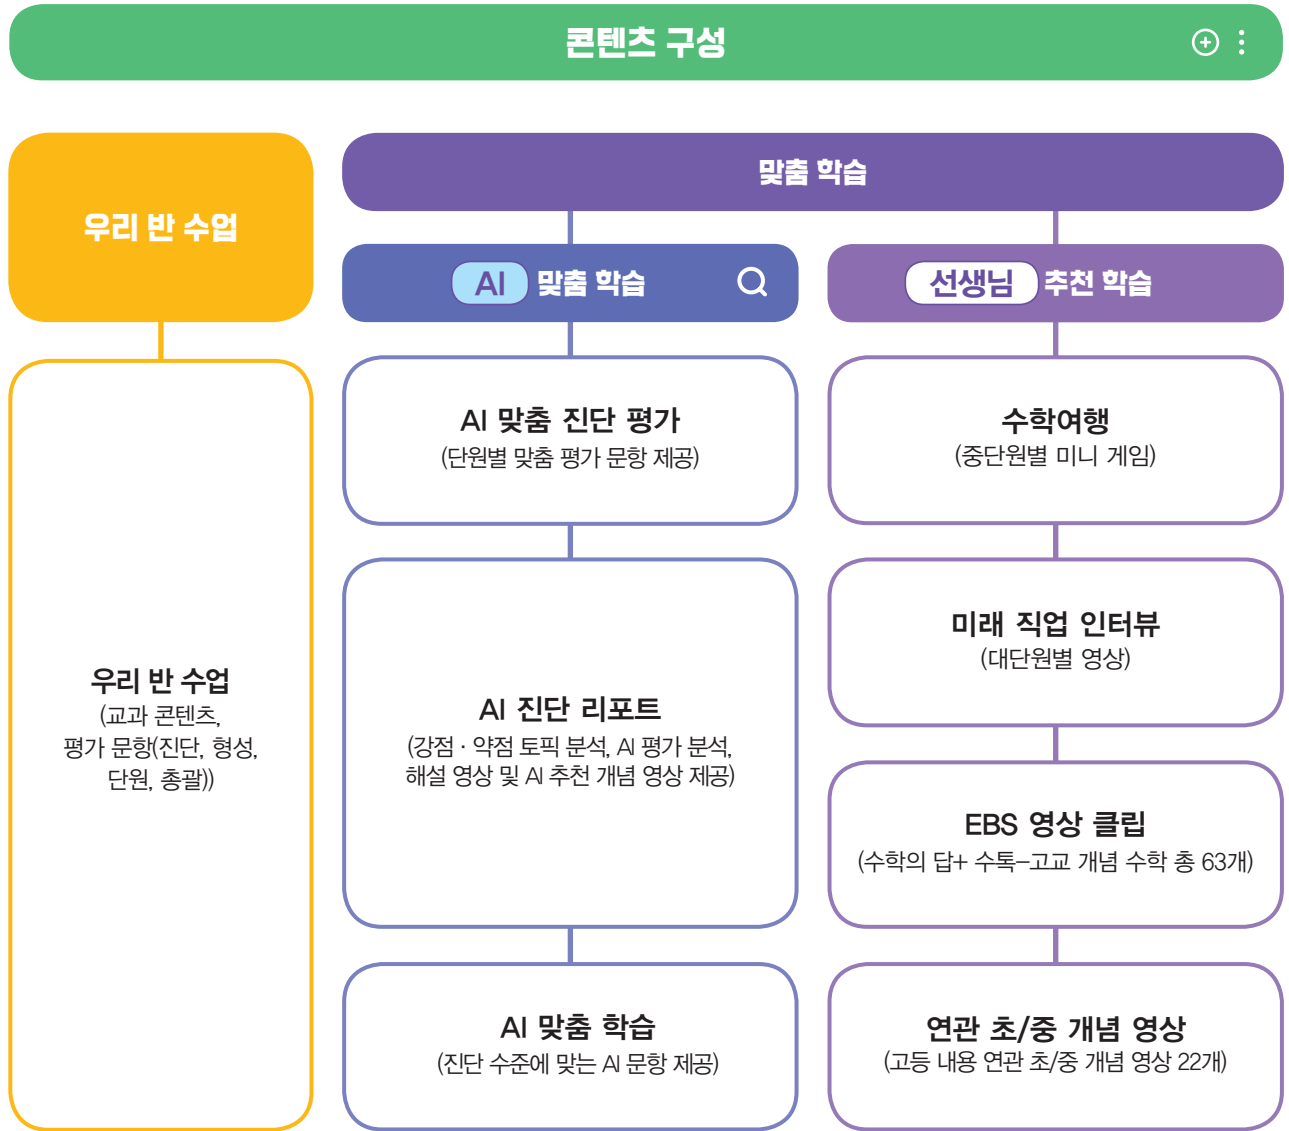 콘텐츠 구성
우리 반 수업
우리 반 수업
(교과 콘텐츠,
평가 문항(진단, 형성,
단원, 총괄))
맞춤 학습
AI 맞춤 학습
AI 맞춤 진단 평가
(단원별 맞춤 평가 문항 제공)
AI 진단 리포트
(강점 · 약점 토픽 분석, AI 평가 분석,
해설 영상 및 AI 추천 개념 영상 제공)
AI 맞춤 학습
(진단 수준에 맞는 AI 문항 제공)
선생님 추천 학습
수학여행
(중단원별 미니 게임)
미래 직업 인터뷰
(대단원별 영상)
EBS 영상 클립
(수학의 답+ 수톡-고교 개념 수학 총 63개)
연관 초/중 개념 영상
(고등 내용 연관 초/중 개념 영상 22개)